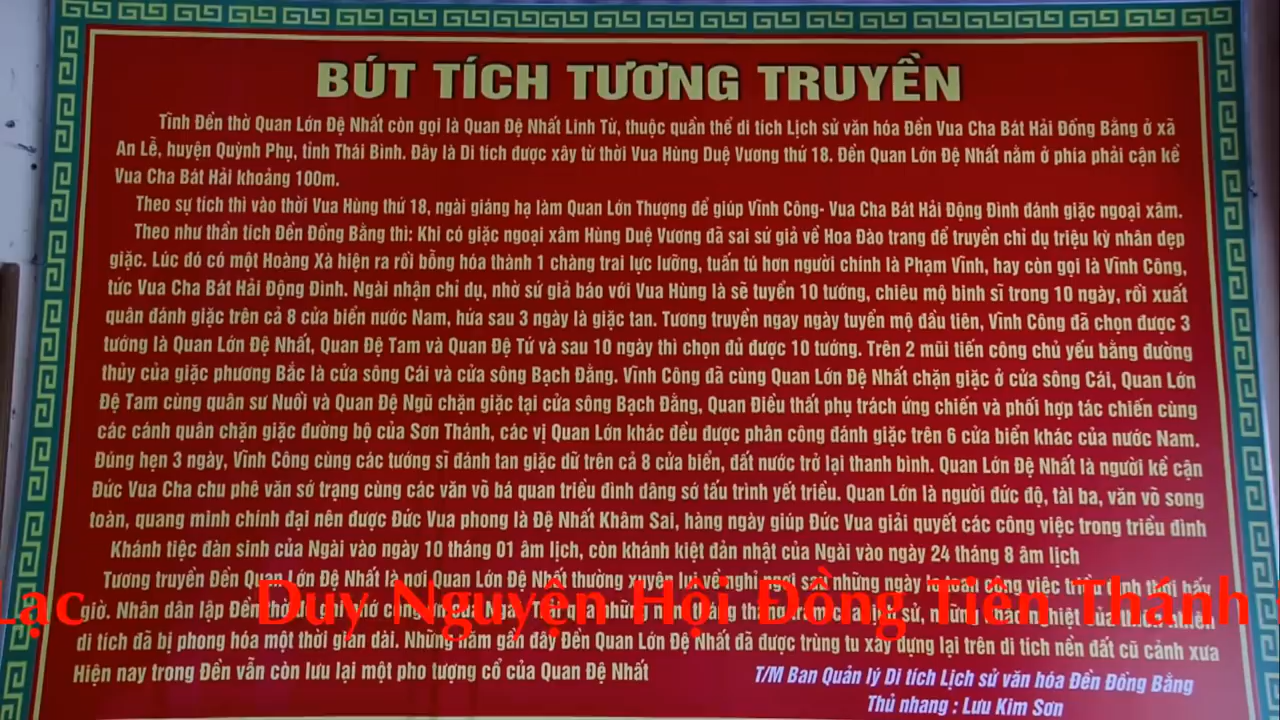 BÚT TÍCH TƯƠNG TRUYỀN
Tĩnh Đền thờ Quan Lớn Đệ Nhất còn gọi là Quan Đệ Nhất Linh Từ, thuộc quần thể di tích Lịch sử văn hóa Đền Vua Cha Bát Hải Đồng Bằng ở xã
An Lễ, huyện Quỳnh Phụ, tỉnh Thái Bình. Đây là Di tích được xây từ thời Vua Hùng Duệ Vương thứ 18. Đền Quan Lớn Đệ Nhất nằm ở phía phải cận kề
Vua Cha Bát Hải khoảng 100m.
Theo sự tích thì vào thời Vua Hùng thứ 18, ngài giáng hạ làm Quan Lớn Thượng để giúp Vĩnh Công- Vua Cha Bát Hải Động Đình đánh giặc ngoại xâm.
Theo như thần tích Đền Đồng Bằng thì: Khi có giặc ngoại xâm Hùng Duệ Vương đã sai sứ giả về Hoa Đào trang để truyền chỉ dụ triệu kỳ nhân dẹp
giặc. Lúc đó có một Hoàng Xà hiện ra rồi bỗng hóa thành 1 chàng trai lực lưỡng, tuấn tú hơn người chính là Phạm Vĩnh, hay còn gọi là Vĩnh Công,
tức Vua Cha Bát Hải Động Đình. Ngài nhận chỉ dụ, nhờ sứ giả báo với Vua Hùng là sẽ tuyển 10 tướng, chiêu mộ binh sĩ trong 10 ngày, rồi xuất
quân đánh giặc trên cả 8 cửa biển nước Nam, hứa sau 3 ngày là giặc tan. Tương truyền ngay ngày tuyển mộ đầu tiên, Vĩnh Công đã chọn được 3
tướng là Quan Lớn Đệ Nhất, Quan Đệ Tam và Quan Đệ Tứ và sau 10 ngày thì chọn đủ được 10 tướng. Trên 2 mũi tiến công chủ yếu bằng đường
thủy của giặc phương Bắc là cửa sông Cái và cửa sông Bạch Đằng. Vĩnh Công đã cùng Quan Lớn Đệ Nhất chặn giặc ở cửa sông Cái, Quan Lớn
Đệ Tam cùng quân sư Nuồi và Quan Đệ Ngũ chặn giặc tại cửa sông Bạch Đằng, Quan Điều thất phụ trách ứng chiến và phối hợp tác chiến cùng
các cánh quân chặn giặc đường bộ của Sơn Thánh, các vị Quan Lớn khác đều được phân công đánh giặc trên 6 cửa biển khác của nước Nam.
Đúng hẹn 3 ngày, Vĩnh Công cùng các tướng sĩ đánh tan giặc dữ trên cả 8 cửa biển, đất nước trở lại thanh bình. Quan Lớn Đệ Nhất là người kề cận
Đức Vua Cha chu phê văn sớ trạng cùng các văn võ bá quan triều đình dâng sớ tấu trình yết triều. Quan Lớn là người đức độ, tài ba, văn võ song
toàn, quang minh chính đại nên được Đức Vua phong là Đệ Nhất Khâm Sai, hàng ngày giúp Đức Vua giải quyết các công việc trong triều đình
Khánh tiệc đàn sinh của Ngài vào ngày 10 tháng 01 âm lịch, còn khánh kiệt đản nhật của Ngài vào ngày 24 tháng 8 âm lịch
Tương truyền Đền Quan Lớn Đệ Nhất là nơi Quan Lớn Đệ Nhất thường xuyên về nghỉ ngơi những ngày công việc
Lạc Duy Nguyện Hội Đồng Tiên Thánh
giờ. Nhân dân lập Đền
di tích đã bị phong hóa một thời gian dài. Những năm gần đây Đền Quan Lớn Đệ Nhất đã được trùng tu xây dựng lại trên di tích nền đất cũ cảnh xưa
Hiện nay trong Đền vẫn còn lưu lại một pho tượng cổ của Quan Đệ Nhất
T/M Ban Quản lý Di tích Lịch sử văn hóa Đền Đồng Bằng
Thủ nhang : Lưu Kim Sơn